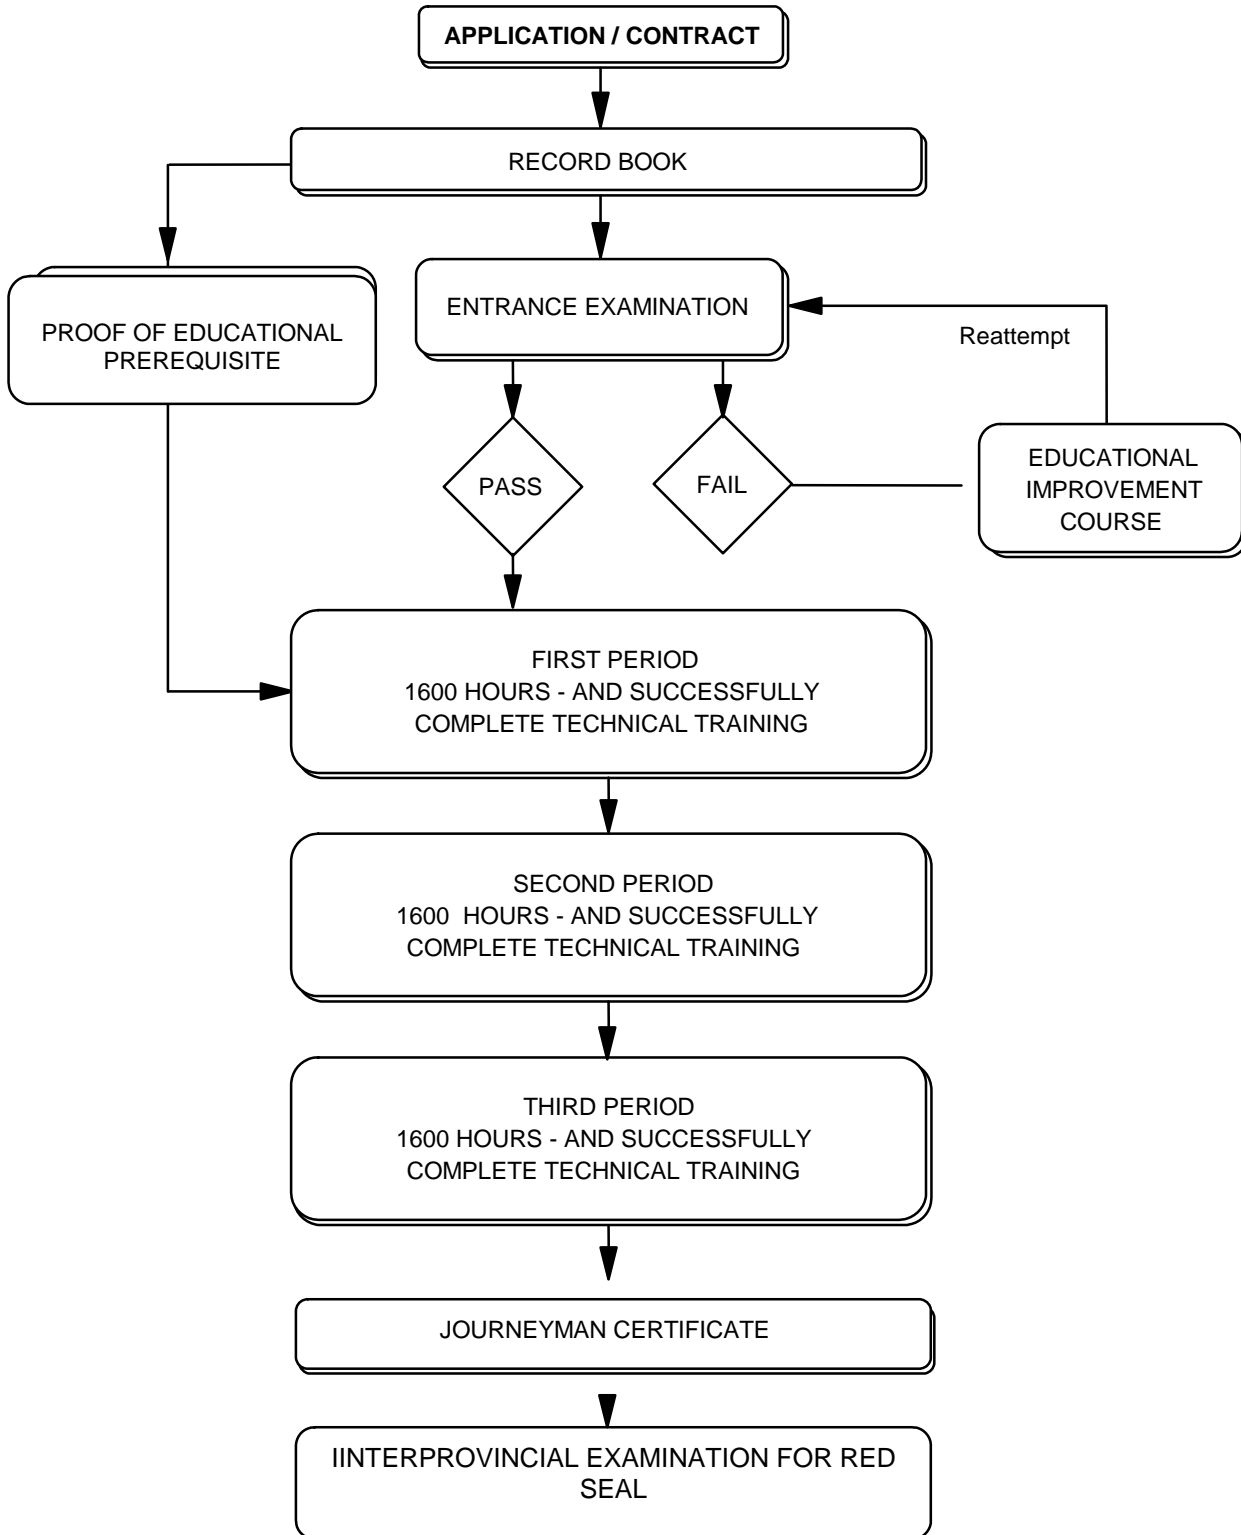 APPLICATION / CONTRACT
RECORD BOOK
PROOF OF EDUCATIONAL
PREREQUISITE
ENTRANCE EXAMINATION
Reattempt
PASS
FAIL
EDUCATIONAL
IMPROVEMENT
COURSE
FIRST PERIOD
1600 HOURS - AND SUCCESSFULLY
COMPLETE TECHNICAL TRAINING
SECOND PERIOD
1600 HOURS - AND SUCCESSFULLY
COMPLETE TECHNICAL TRAINING
THIRD PERIOD
1600 HOURS - AND SUCCESSFULLY
COMPLETE TECHNICAL TRAINING
JOURNEYMAN CERTIFICATE
IINTERPROVINCIAL EXAMINATION FOR RED
SEAL